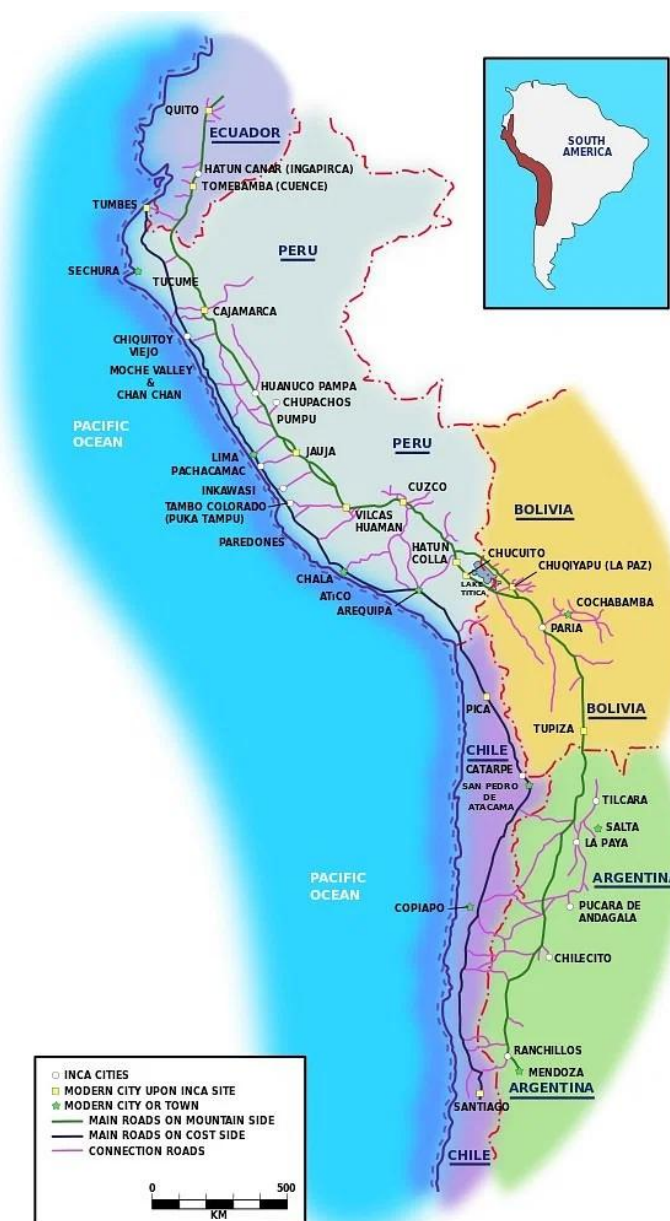 QUITO
ECUADOR
HATUN CANAR (INGAPIRCA)
TOMEBAMBA (CUENCE)
TUMBES
SOUTH
AMERICA
PERU
SECHURA
TUCUME
CAJAMARCA
CHIQUITOY
VIEJO
MOCHE VALLEY
&
CHAN CHAN
HUANUCO PAMPA
CHUPACHOS
PUMPU
PACIFIC
OCEAN
PERU
JAUJA
LIMA
PACHACAMAC
INKAWASI
CUZCO
TAMBO COLORADO
(PUKA TAMPU)
VILCAS
HUAMAN
BOLIVIA
PAREDONES
HATUN
COLLA
CHUCUITO
CHUQIYAPU (LA PAZ)
CHALA
LAKE
TITICA
ATICO
AREQUIPA
COCHABAMBA
PARIA
PICA
BOLIVIA
TUPIZA
CHILE
CATARPE
SAN PEDRO
DE
ATACAMA
TILCARA
SALTA
LA PAYA
PACIFIC
OCEAN
ARGENTINA
COPIAPO
PUCARA DE
ANDAGALA
CHILECITO
RANCHILLOS
MENDOZA
ARGENTINA
SANTIAGO
CHILE
INCA CITIES
MODERN CITY UPON INCA SITE
MODERN CITY OR TOWN
MAIN ROADS ON MOUNTAIN SIDE
MAIN ROADS ON COST SIDE
CONNECTION ROADS
0 500
KM